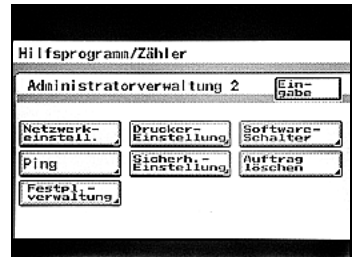 Hilfsprogramm/Zähler
Administratorverwaltung 2
Ein-
gabe
Netzwerk-
einstell.
Drucker-
Einstellung
Software-
Schalter
Ping
Sicherh.-
Einstellung
Auftrag
löschen
Festpl.-
verwaltung